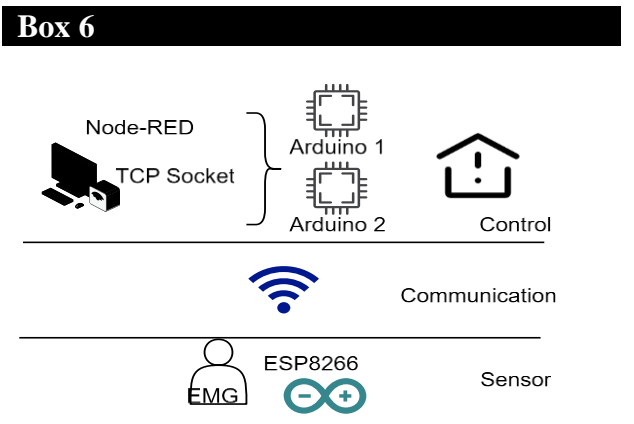 Box 6
Node-RED
TCP Socket
Arduino 1
Arduino 2
Control
Communication
ESP8266
EMG
Sensor